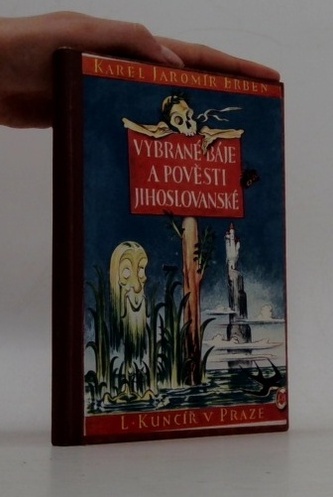 KAREL JAROMÍR ERBEN
VYBRANÉ BÁJE
A POVĚSTI
JIHOSLOVANSKÉ
L·KUNCÍŘ V PRAZE